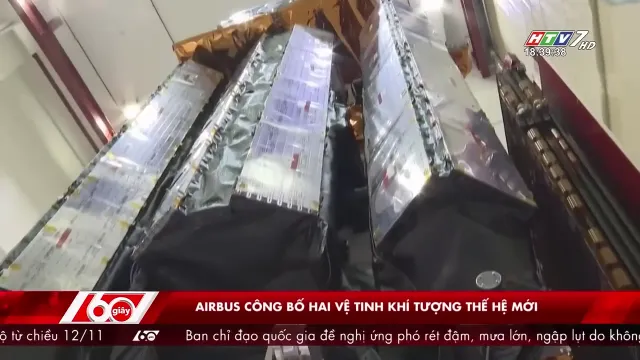 HTV7 HD
18:39:38
60 giây
AIRBUS CÔNG BỐ HAI VỆ TINH KHÍ TƯỢNG THẾ HỆ MỚI
ộ từ chiều 12/11 60 Ban chỉ đạo quốc gia đề nghị ứng phó rét đậm, mưa lớn, ngập lụt do khôn